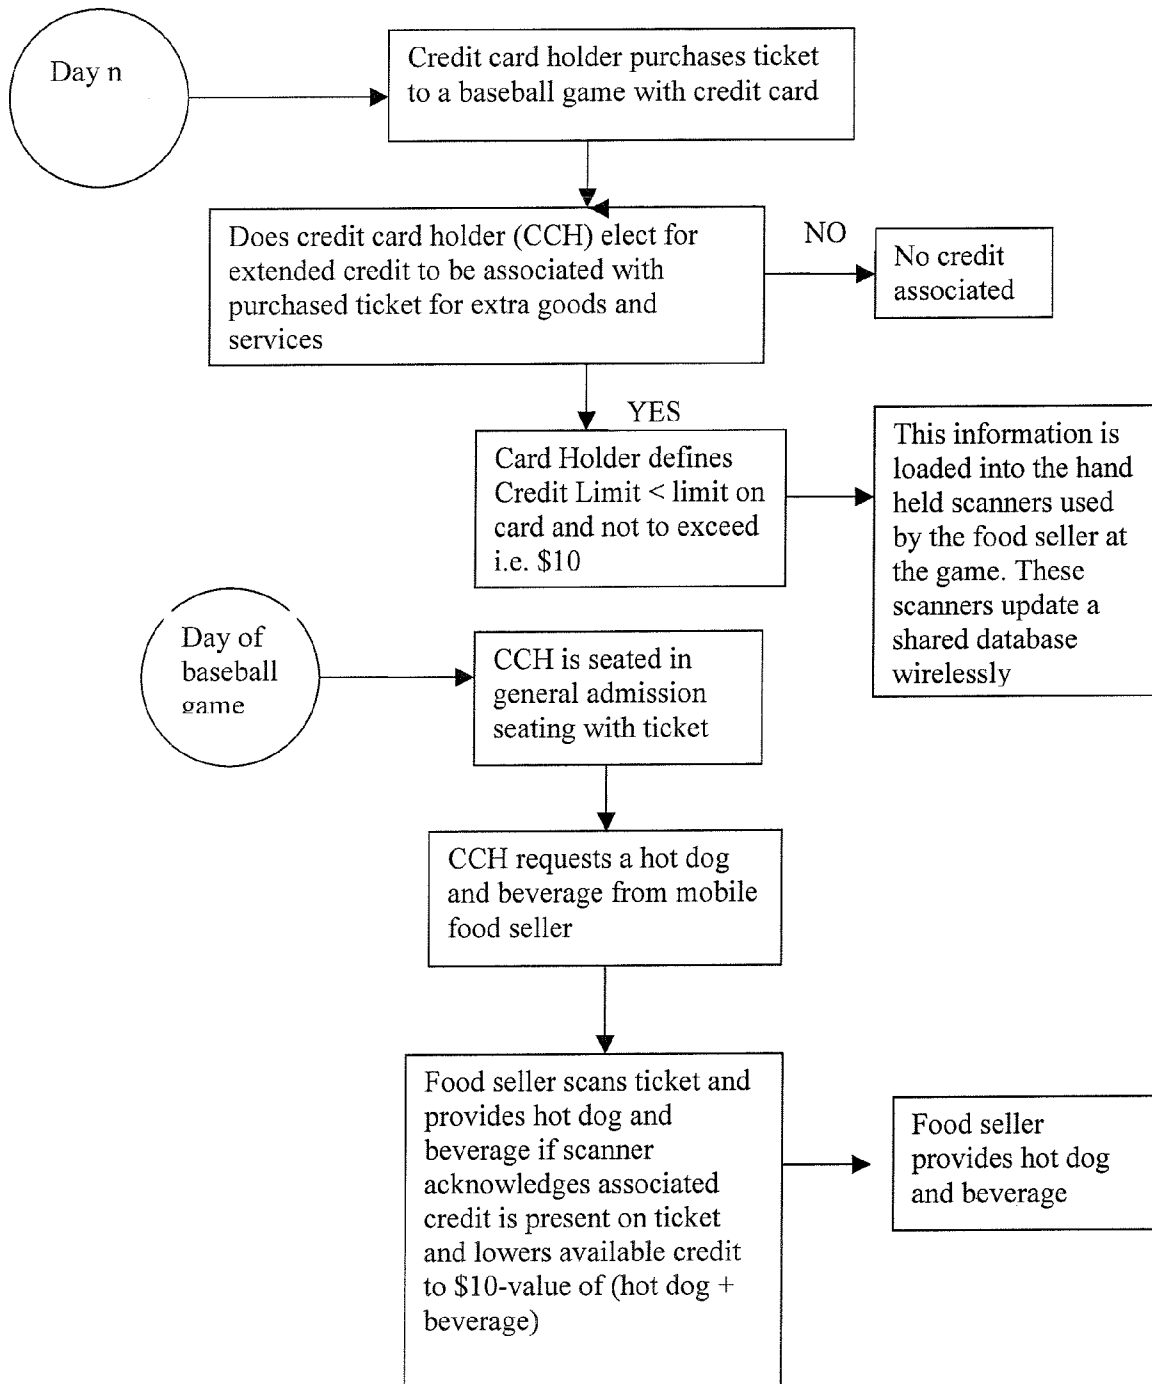 Day n
Credit card holder purchases ticket
to a baseball game with credit card
Does credit card holder (CCH) elect for
extended credit to be associated with
purchased ticket for extra goods and
services
NO
No credit
associated
YES
Card Holder defines
Credit Limit < limit on
card and not to exceed
i.e. $10
This information is
loaded into the hand
held scanners used
by the food seller at
the game. These
scanners update a
shared database
wirelessly
Day of
baseball
game
CCH is seated in
general admission
seating with ticket
CCH requests a hot dog
and beverage from mobile
food seller
Food seller scans ticket and
provides hot dog and
beverage if scanner
acknowledges associated
credit is present on ticket
and lowers available credit
to $10-value of (hot dog +
beverage)
Food seller
provides hot dog
and beverage